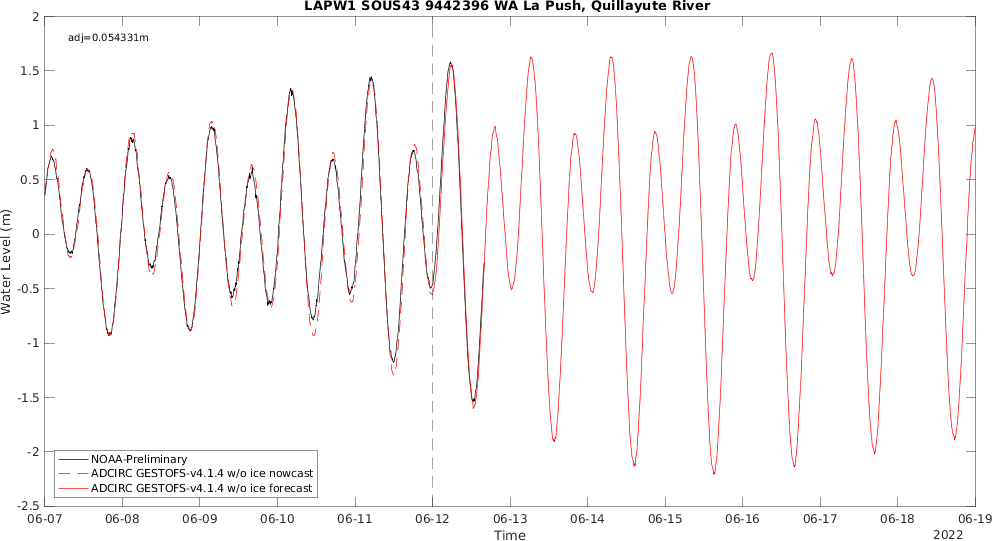 LAPW1 SOUS43 9442396 WA La Push, Quillayute River
adj=0.054331m
2
1.5
1
0.5
0
-0.5
-1
-1.5
-2
-2.5
Water Level (m)
NOAA-Preliminary
ADCIRC GESTOFS-v4.1.4 w/o ice nowcast
ADCIRC GESTOFS-v4.1.4 w/o ice forecast
06-07 06-08 06-09 06-10 06-11 06-12 06-13 06-14 06-15 06-16 06-17 06-18 06-19
Time
2022